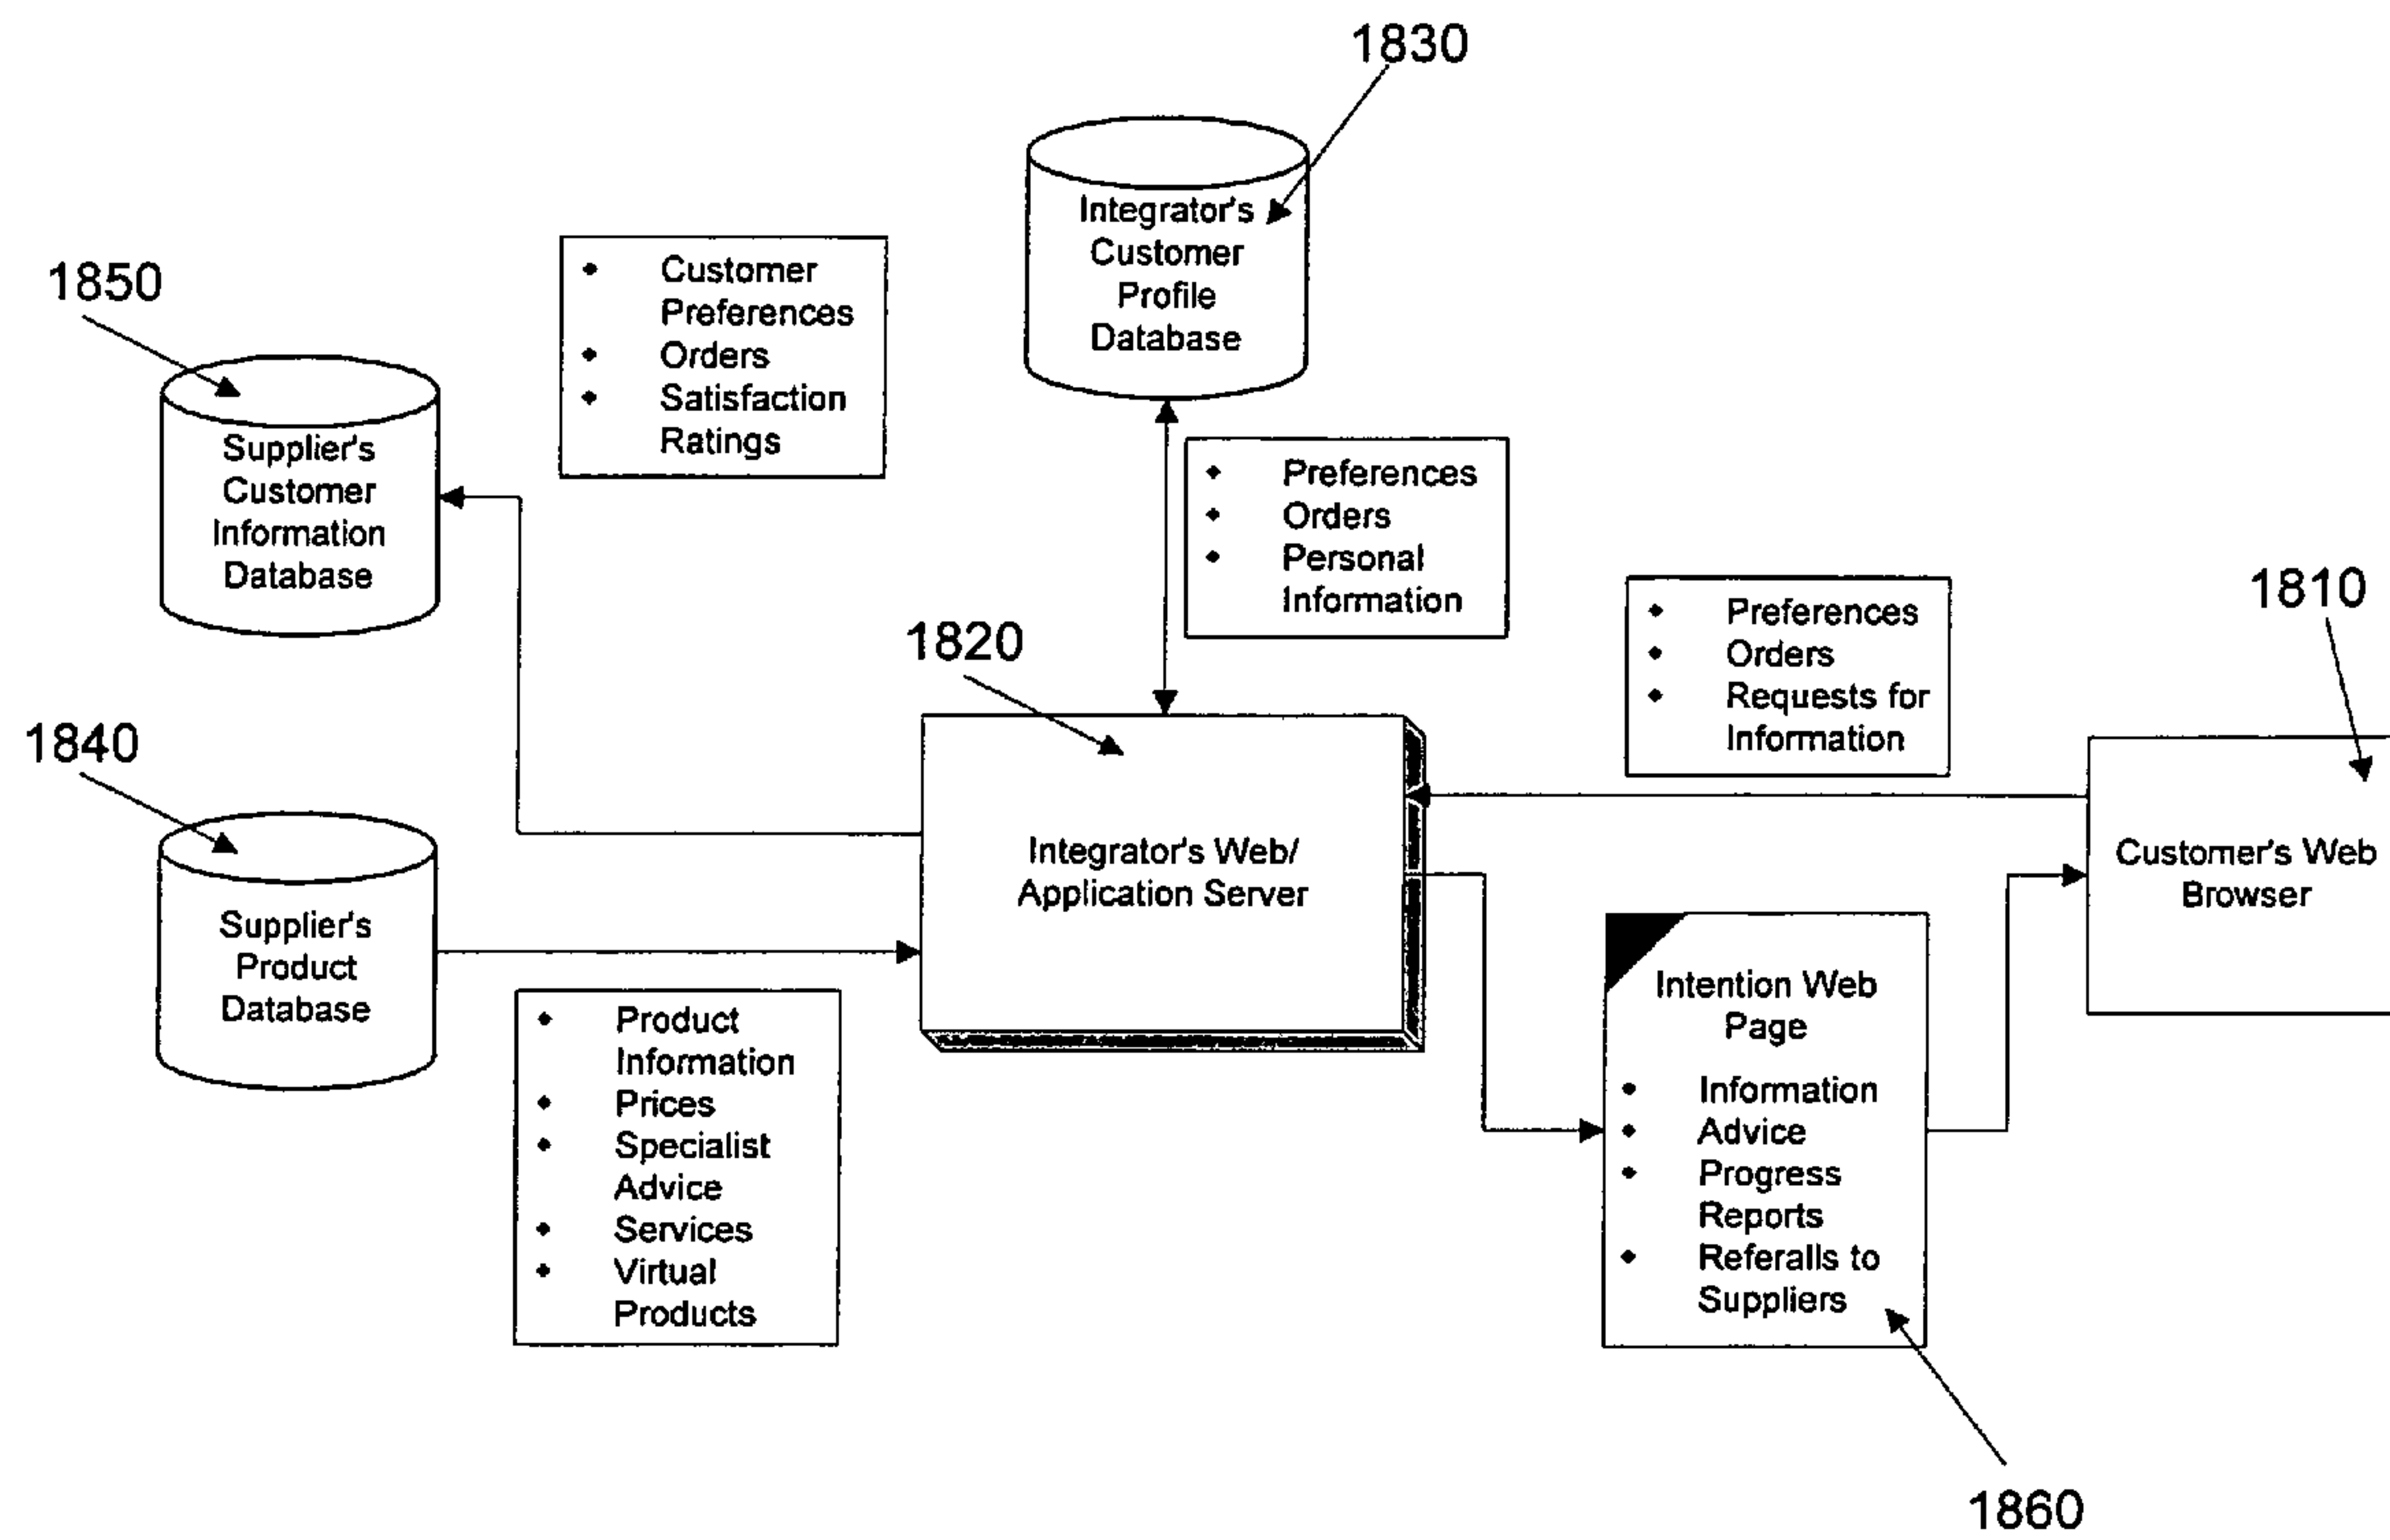 1830
Integrator's
Customer
Profile
Database
1850
• Customer
Preferences
• Orders
• Satisfaction
Ratings
Supplier's
Customer
Information
Database
• Preferences
• Orders
• Personal
Information
1820
• Preferences
• Orders
• Requests for
Information
1810
1840
Supplier's
Product
Database
Integrator's Web/
Application Server
Customer's Web
Browser
• Product
Information
• Prices
• Specialist
Advice
• Services
• Virtual
Products
Intention Web
Page
• Information
• Advice
• Progress
Reports
• Referalls to
Suppliers
1860